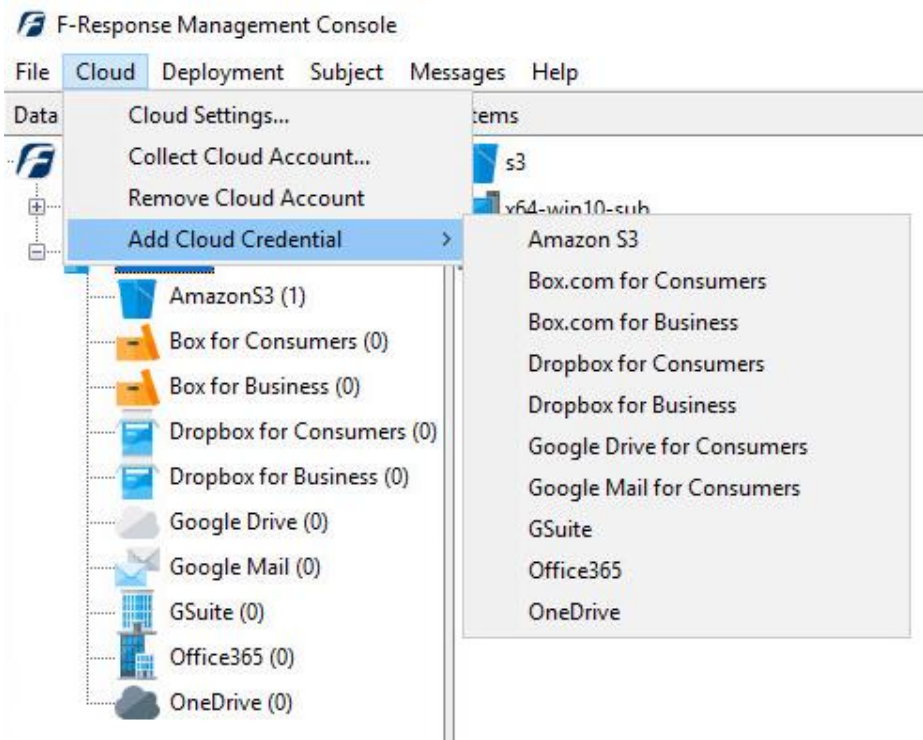 F-Response Management Console
File Cloud Deployment Subject Messages Help
Data
Cloud Settings...
Collect Cloud Account...
Remove Cloud Account
Add Cloud Credential
s3
x64-win10-sub
Amazon S3
Box.com for Consumers
Box.com for Business
Dropbox for Consumers
Dropbox for Business
Google Drive for Consumers
Google Mail for Consumers
GSuite
Office365
OneDrive
AmazonS3 (1)
Box for Consumers (0)
Box for Business (0)
Dropbox for Consumers (0)
Dropbox for Business (0)
Google Drive (0)
Google Mail (0)
GSuite (0)
Office365 (0)
OneDrive (0)